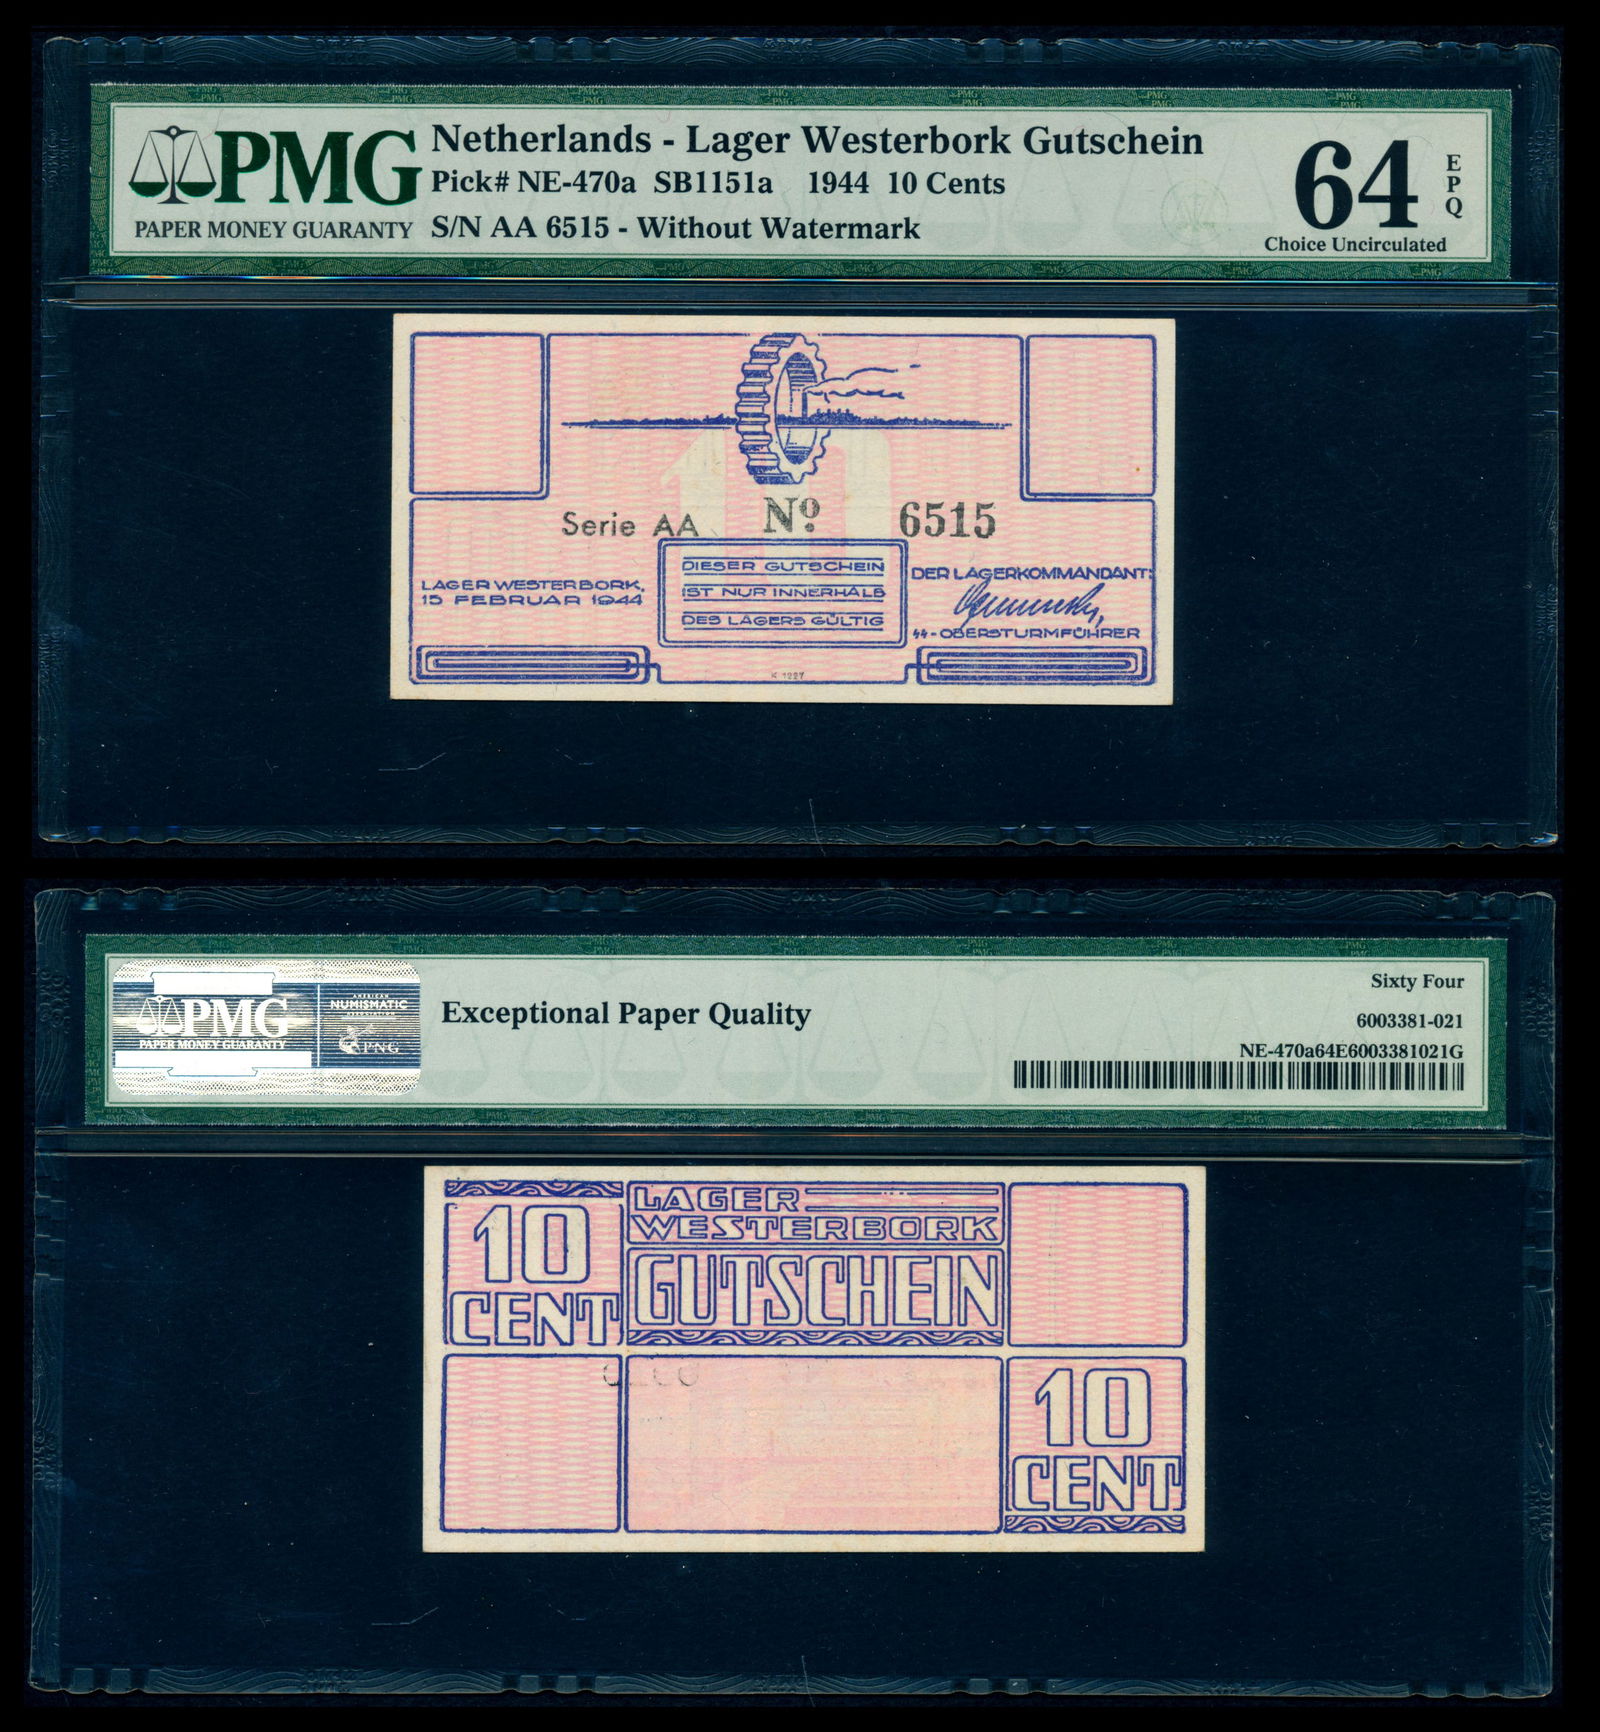 PMG
PAPER MONEY GUARANTY
Netherlands - Lager Westerbork Gutschein
Pick# NE-470a SB1151a 1944 10 Cents
S/N AA 6515 - Without Watermark
64
EPQ
Choice Uncirculated
10
Serie AA Nº 6515
LAGER WESTERBORK,
15 FEBRUAR 1944
DIESER GUTSCHEIN
IST NUR INNERHALB
DES LAGERS GÜLTIG
DER LAGERKOMMANDANT:
SS-OBERSTURMFÜHRER
K 1227
PMG
PAPER MONEY GUARANTY
AMERICAN
NUMISMATIC
ASSOCIATION
PNG
Exceptional Paper Quality
Sixty Four
6003381-021
NE-470a64E6003381021G
10
CENT
LAGER
WESTERBORK
GUTSCHEIN
10
CENT